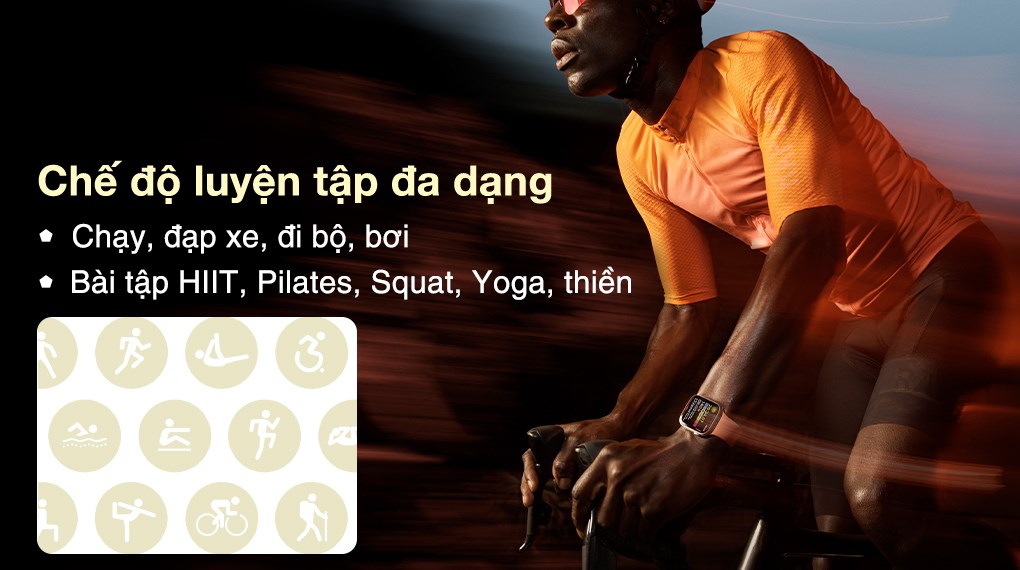 Chế độ luyện tập đa dạng
Chạy, đạp xe, đi bộ, bơi
Bài tập HIIT, Pilates, Squat, Yoga, thiền